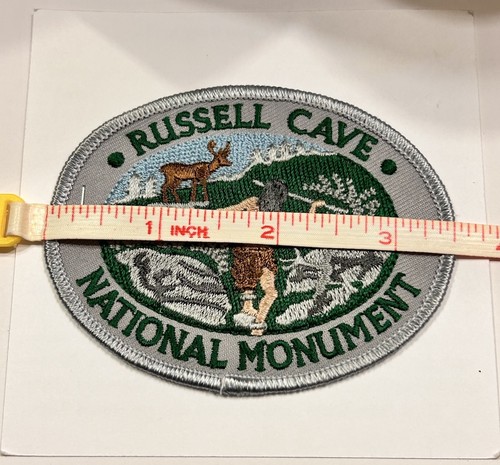 • RUSSELL CAVE •
1 INCH 2 3
NATIONAL MONUMENT